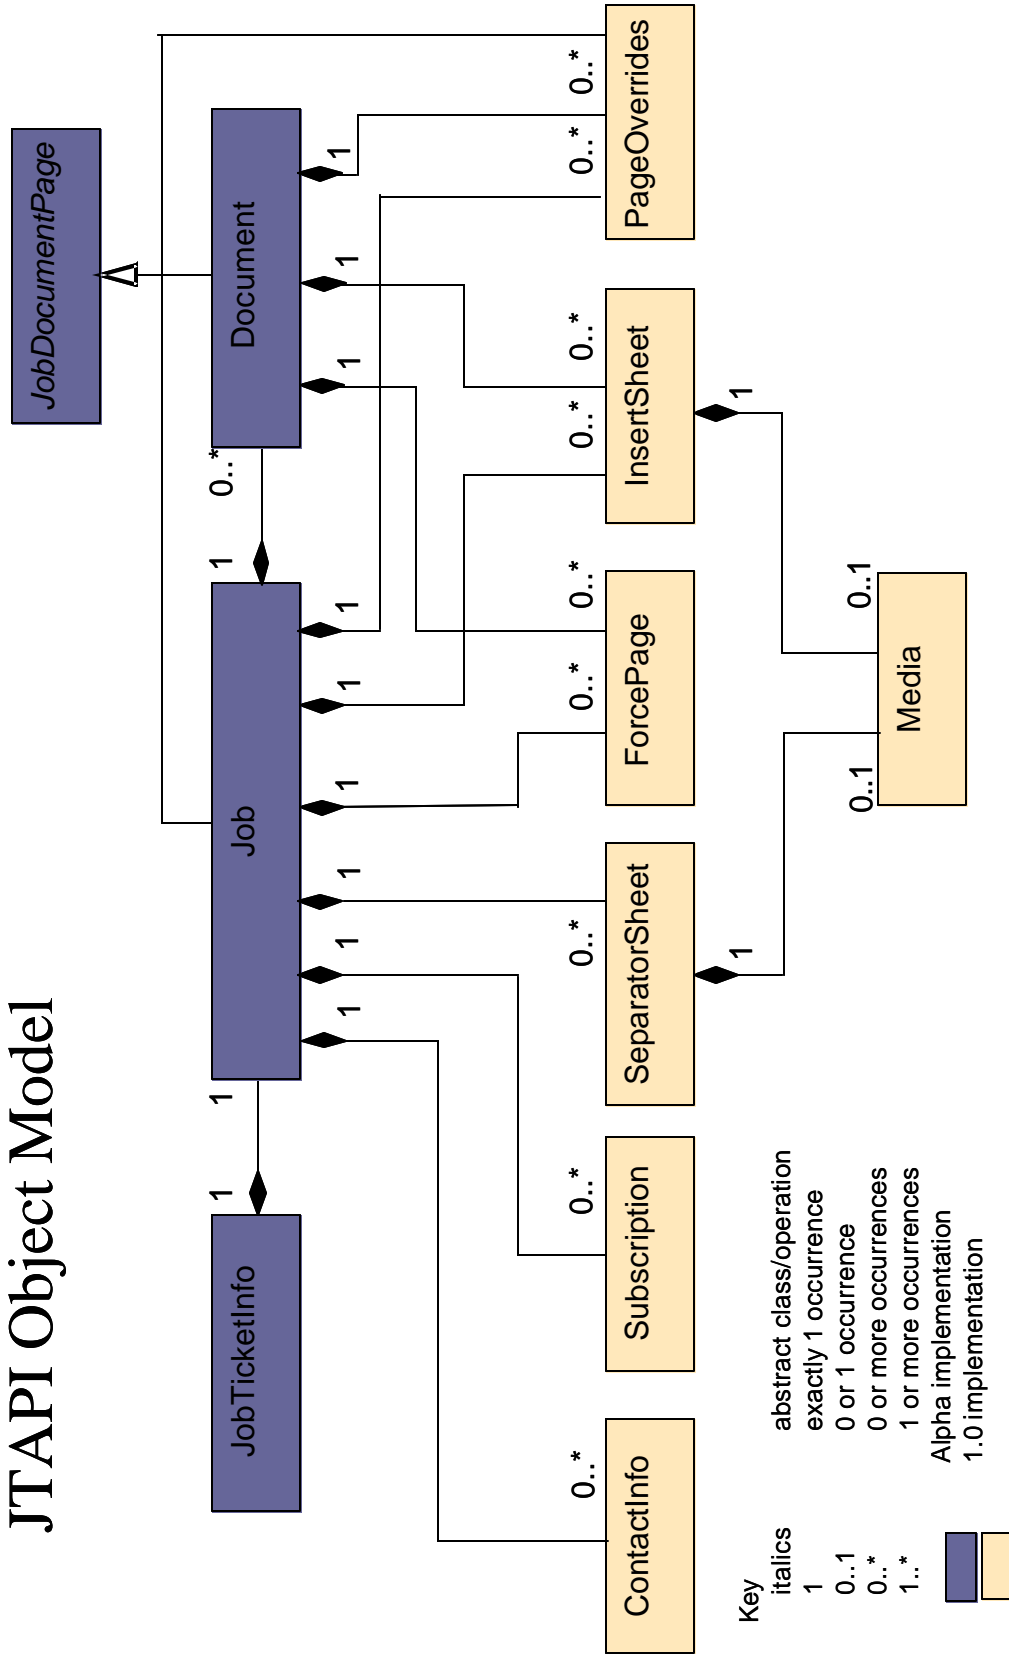 JTAPI Object Model
JobDocumentPage
JobTicketInfo
1
1
Job
1
0..*
Document
1
1
1
1
1
1
1
1
1
0..*
0..*
0..*
0..*
0..*
0..*
0..*
0..*
0..*
ContactInfo
Subscription
SeparatorSheet
ForcePage
InsertSheet
PageOverrides
1
1
0..1
0..1
Media
Key
italics abstract class/operation
1 exactly 1 occurrence
0..1 0 or 1 occurrence
0..* 0 or more occurrences
1..* 1 or more occurrences
Alpha implementation
1.0 implementation